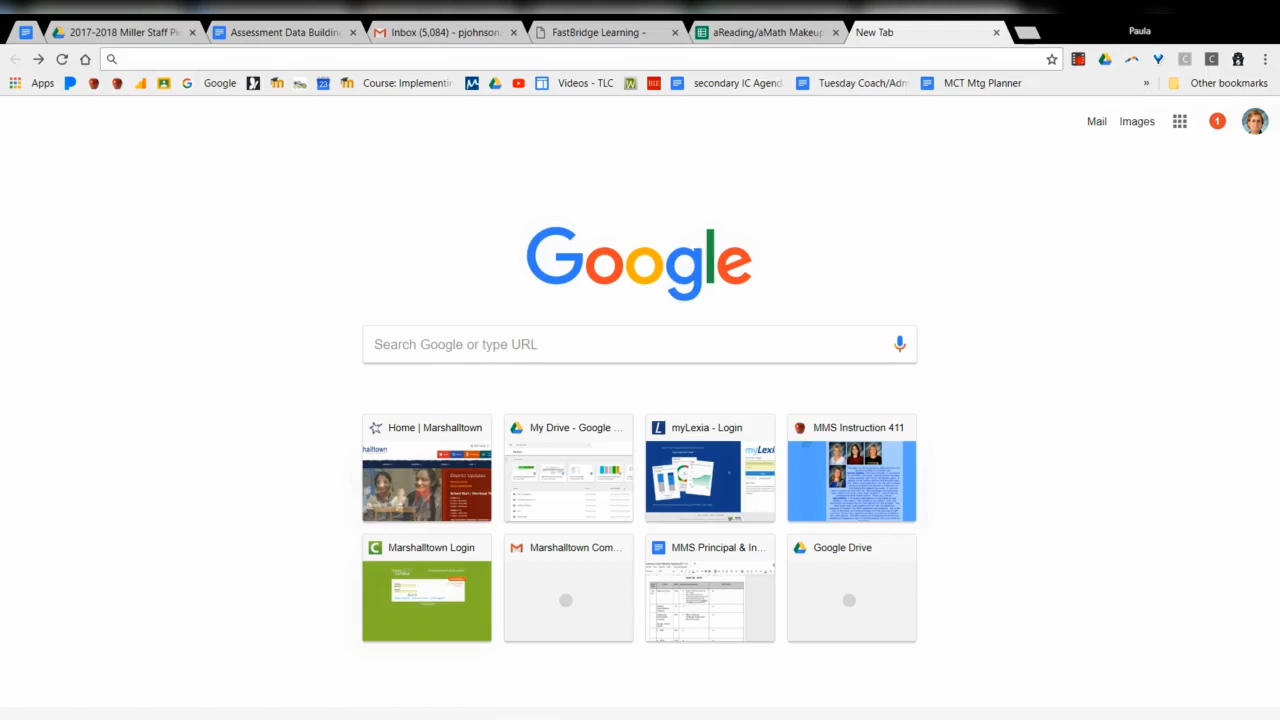 2017-2018 Miller Staff Pi
Assessment Data Building
Inbox (5,084) - pjohnson
FastBridge Learning -
aReading/aMath Makeup
New Tab
Paula
Apps
Google
23
Course: Implementin
Videos - TLC
secondary IC Agend
Tuesday Coach/Adm
MCT Mtg Planner
»
Other bookmarks
Mail
Images
1
Google
Search Google or type URL
Home | Marshalltown
My Drive - Google ...
myLexia - Login
MMS Instruction 411
Marshalltown Login
Marshalltown Com...
MMS Principal & In...
Google Drive